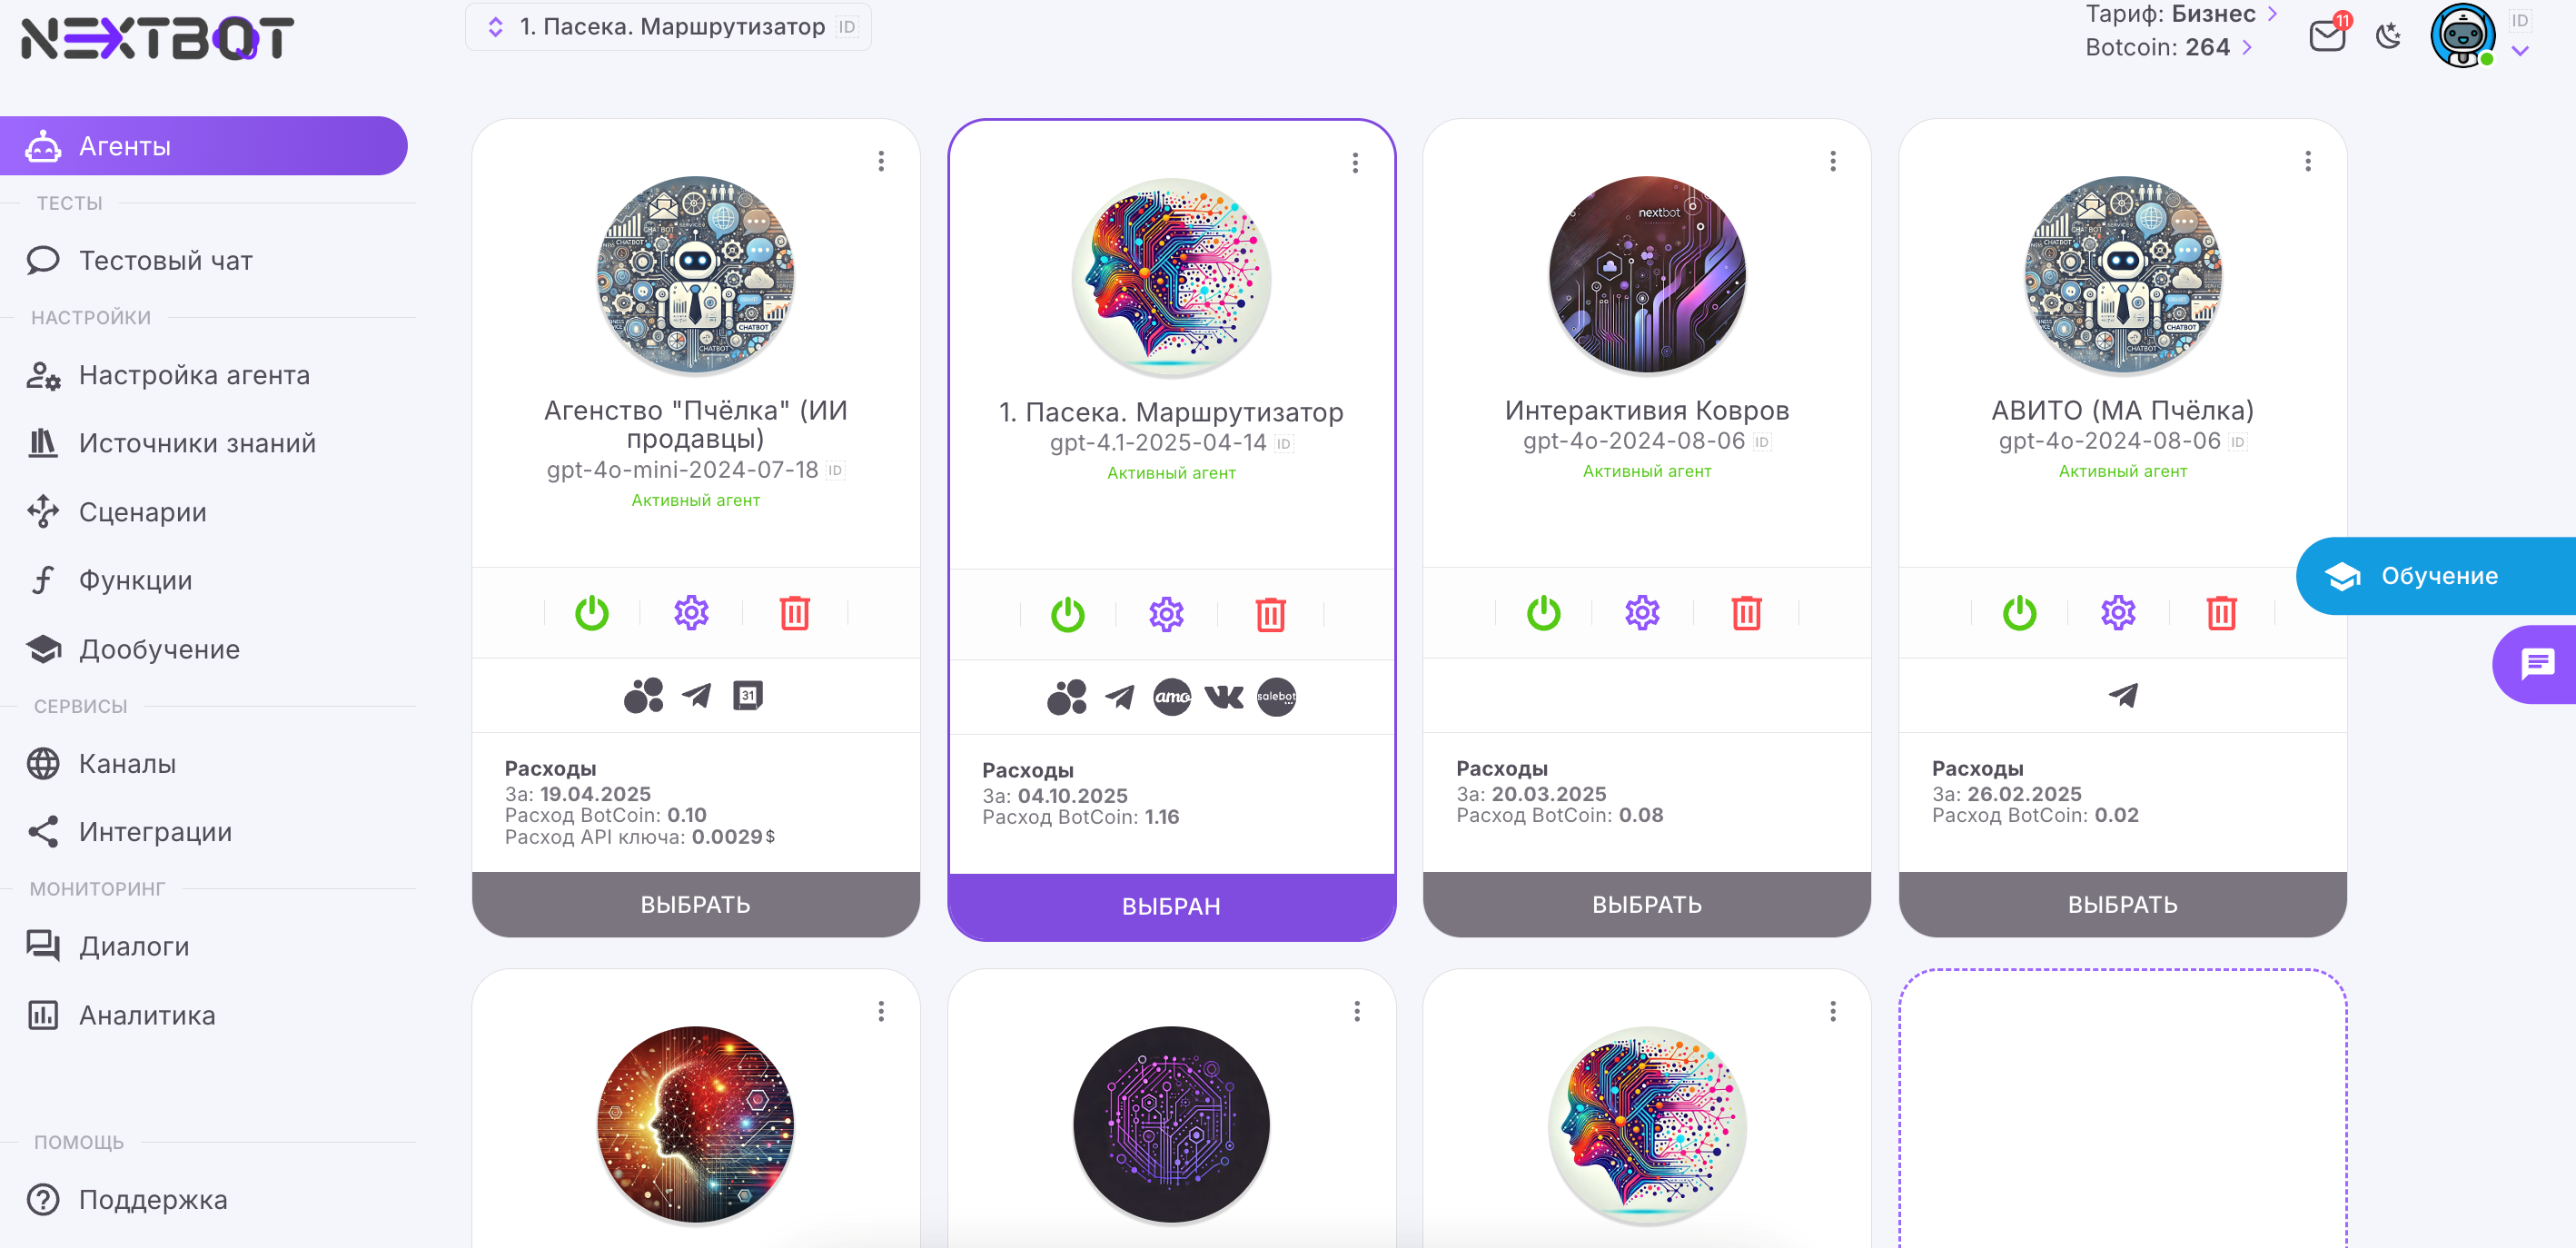 NEXTBOT
1. Пасека. Маршрутизатор ID
Тариф: Бизнес
Botcoin: 264
11
ID
Агенты
ТЕСТЫ
Тестовый чат
НАСТРОЙКИ
Настройка агента
Источники знаний
Сценарии
Функции
Дообучение
СЕРВИСЫ
Каналы
Интеграции
МОНИТОРИНГ
Диалоги
Аналитика
ПОМОЩЬ
Поддержка
CHATBOT
CHATBOT
CHATBOT
Агенство "Пчёлка" (ИИ
продавцы)
gpt-4o-mini-2024-07-18 ID
Активный агент
31
Расходы
За: 19.04.2025
Расход BotCoin: 0.10
Расход API ключа: 0.0029 $
ВЫБРАТЬ
1. Пасека. Маршрутизатор
gpt-4.1-2025-04-14 ID
Активный агент
amo
salebot
Расходы
За: 04.10.2025
Расход BotCoin: 1.16
ВЫБРАН
nextbot
Интерактивия Ковров
gpt-4o-2024-08-06 ID
Активный агент
Расходы
За: 20.03.2025
Расход BotCoin: 0.08
ВЫБРАТЬ
CHATBOT
CHATBOT
CHATBOT
АВИТО (МА Пчёлка)
gpt-4o-2024-08-06 ID
Активный агент
Расходы
За: 26.02.2025
Расход BotCoin: 0.02
ВЫБРАТЬ
Обучение